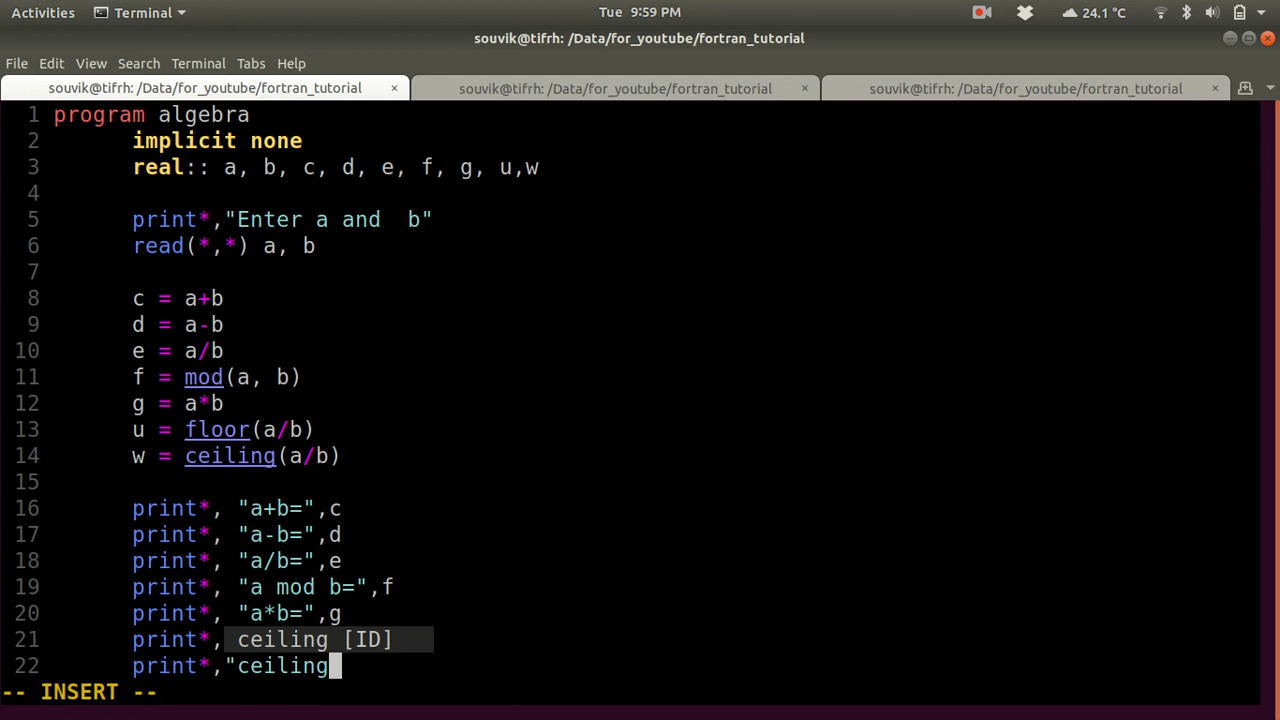 Activities Terminal Tue 9:59 PM 24.1 °C
souvik@tifrh: /Data/for_youtube/fortran_tutorial
File Edit View Search Terminal Tabs Help
souvik@tifrh: /Data/for_youtube/fortran_tutorial × souvik@tifrh: /Data/for_youtube/fortran_tutorial × souvik@tifrh: /Data/for_youtube/fortran_tutorial ×
1 program algebra
2 implicit none
3 real:: a, b, c, d, e, f, g, u,w
4
5 print*,"Enter a and  b"
6 read(*,*) a, b
7
8 c = a+b
9 d = a-b
10 e = a/b
11 f = mod(a, b)
12 g = a*b
13 u = floor(a/b)
14 w = ceiling(a/b)
15
16 print*, "a+b=",c
17 print*, "a-b=",d
18 print*, "a/b=",e
19 print*, "a mod b=",f
20 print*, "a*b=",g
21 print*, ceiling [ID]
22 print*,"ceiling
-- INSERT --